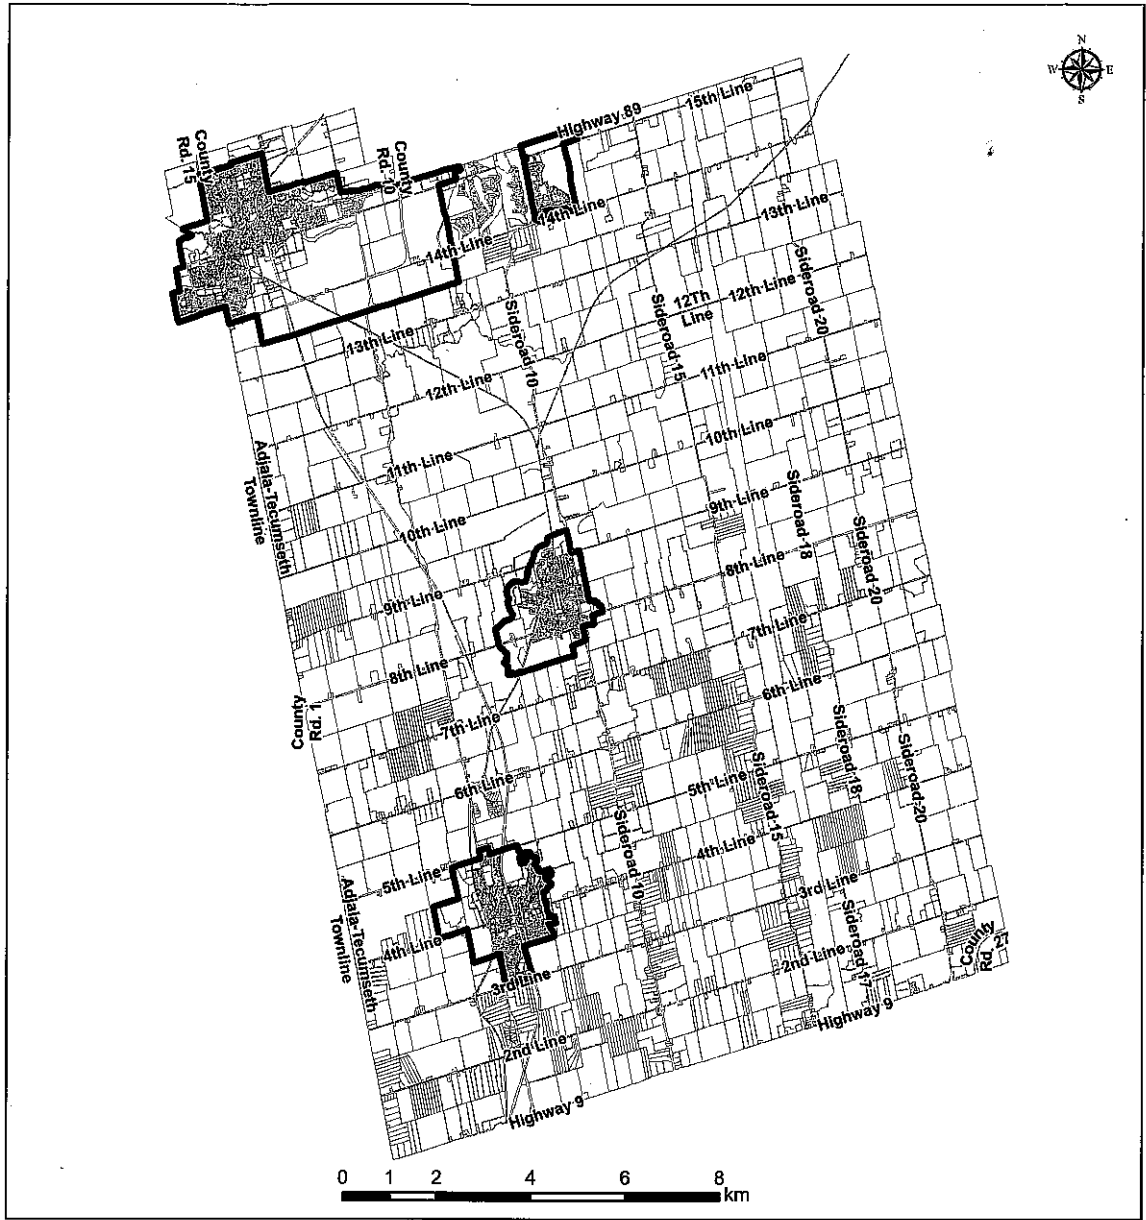 N
W E
S
Highway 89
15th Line
County
Rd. 15
County
Rd. 10
14th Line
13th Line
14th Line
Sideroad 20
12th Line
12Th
Line
Sideroad 15
Sideroad 10
13th Line
11th Line
12th Line
10th Line
11th Line
Adjala-Tecumseth
Townline
9th Line
Sideroad 18
10th Line
Sideroad 20
8th Line
9th Line
7th Line
8th Line
6th Line
County
Rd. 1
7th Line
Sideroad 18
Sideroad 20
5th Line
Sideroad 15
6th Line
Sideroad 10
4th Line
5th Line
3rd Line
Adjala-Tecumseth
Townline
4th Line
Sideroad 17
County
Rd. 27
2nd Line
3rd Line
Highway 9
2nd Line
Highway 9
0 1 2 4 6 8
km